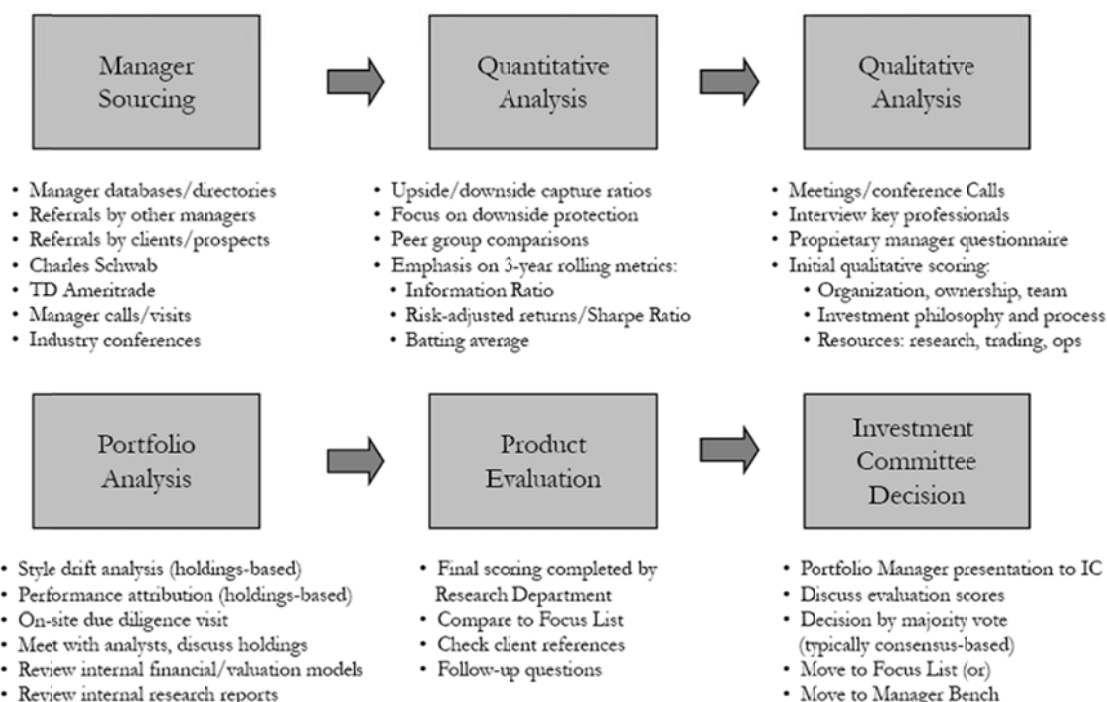 Manager
Sourcing
Quantitative
Analysis
Qualitative
Analysis
• Manager databases/directories
• Referrals by other managers
• Referrals by clients/prospects
• Charles Schwab
• TD Ameritrade
• Manager calls/visits
• Industry conferences
• Upside/downside capture ratios
• Focus on downside protection
• Peer group comparisons
• Emphasis on 3-year rolling metrics:
• Information Ratio
• Risk-adjusted returns/Sharpe Ratio
• Batting average
• Meetings/conference Calls
• Interview key professionals
• Proprietary manager questionnaire
• Initial qualitative scoring:
• Organization, ownership, team
• Investment philosophy and process
• Resources: research, trading, ops
Portfolio
Analysis
Product
Evaluation
Investment
Committee
Decision
• Style drift analysis (holdings-based)
• Performance attribution (holdings-based)
• On-site due diligence visit
• Meet with analysts, discuss holdings
• Review internal financial/valuation models
• Review internal research reports
• Final scoring completed by
Research Department
• Compare to Focus List
• Check client references
• Follow-up questions
• Portfolio Manager presentation to IC
• Discuss evaluation scores
• Decision by majority vote
(typically consensus-based)
• Move to Focus List (or)
• Move to Manager Bench